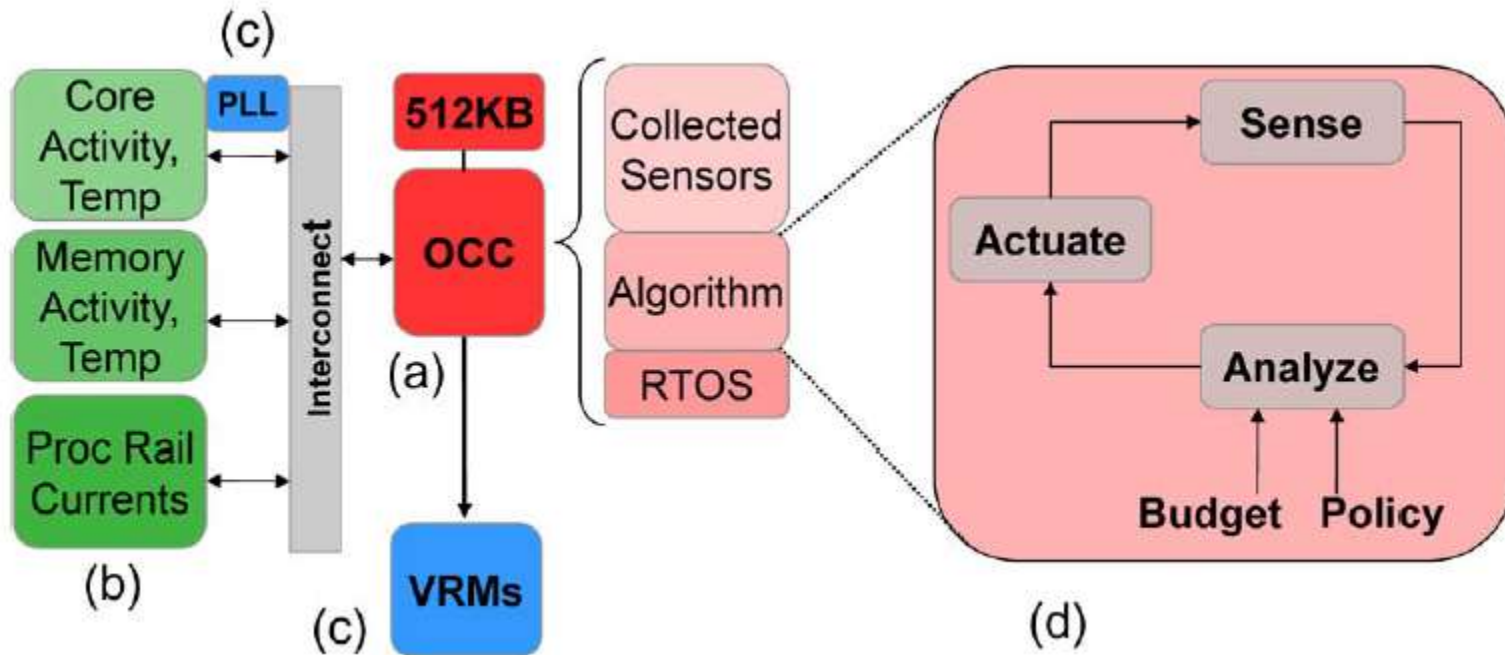 (c)
Core
Activity,
Temp
PLL
Memory
Activity,
Temp
Proc Rail
Currents
(b)
Interconnect
512KB
OCC
(a)
VRMs
(c)
Collected
Sensors
Algorithm
RTOS
Sense
Actuate
Analyze
Budget
Policy
(d)